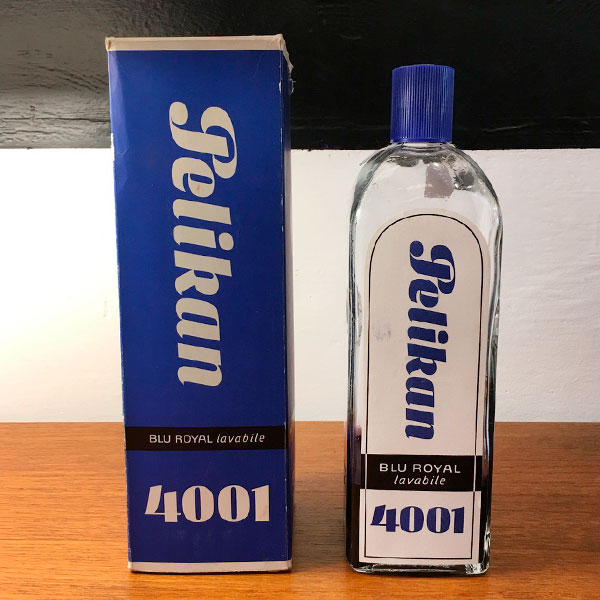 Pelikan
BLU ROYAL lavabile
4001
Pelikan
BLU ROYAL
lavabile
4001